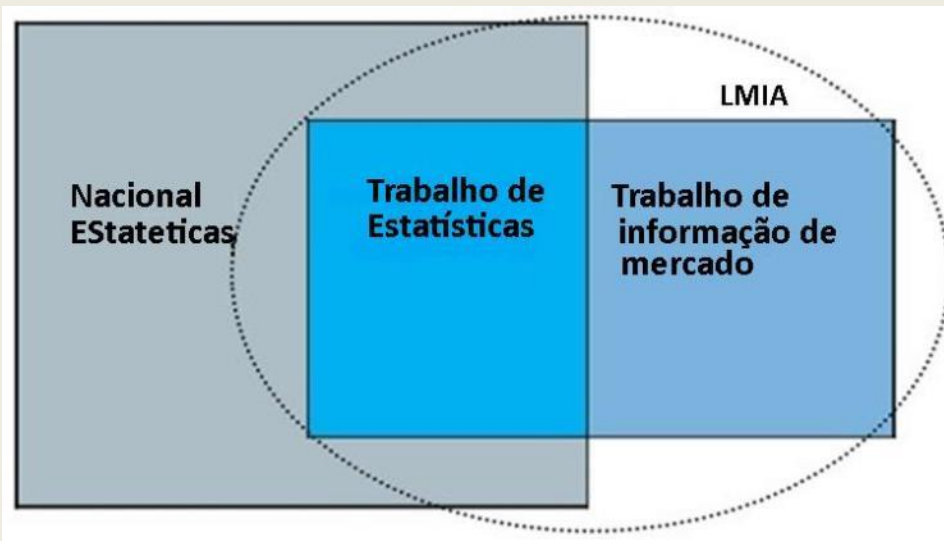 LMIA
Nacional
EStateticas
Trabalho de
Estatísticas
Trabalho de
informação de
mercado